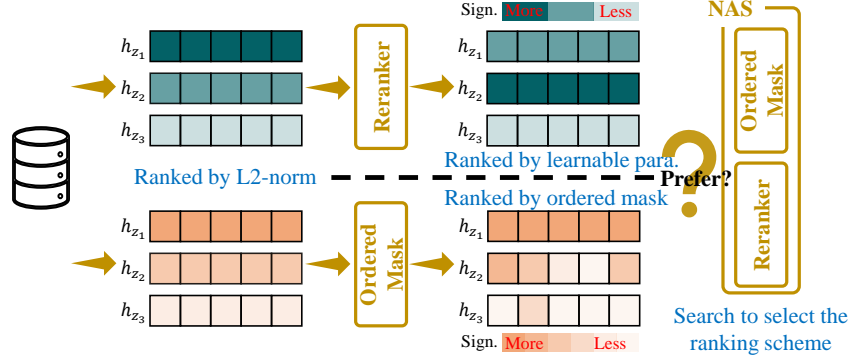 Sign. More Less
NAS
h_{z_1}
h_{z_2}
h_{z_3}
Reranker
h_{z_1}
h_{z_2}
h_{z_3}
Ordered
Mask
Ranked by L2-norm
Ranked by learnable para.
?
Prefer?
Ranked by ordered mask
h_{z_1}
h_{z_2}
h_{z_3}
Ordered
Mask
h_{z_1}
h_{z_2}
h_{z_3}
Reranker
Sign. More Less
Search to select the
ranking scheme